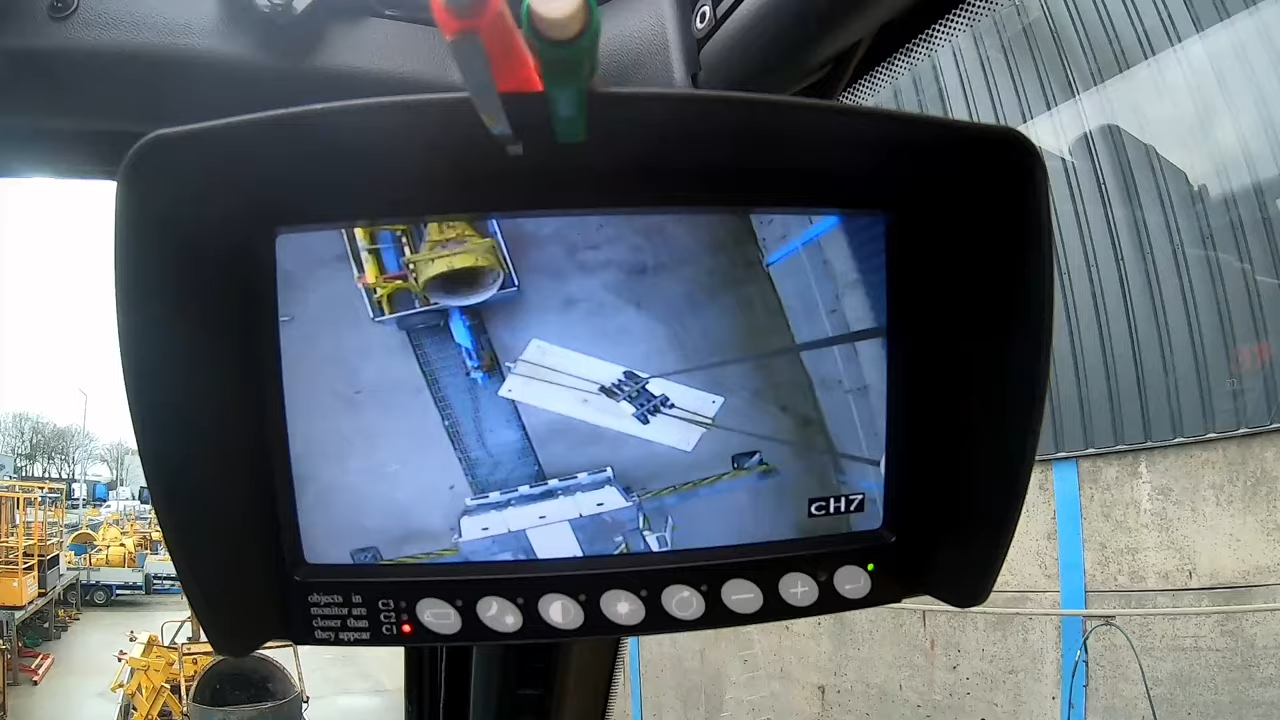 cH7
objects in
monitor are
closer than
they appear
C3
C2
C1